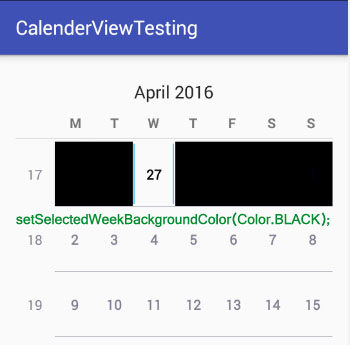 CalenderViewTesting
April 2016
M T W T F S S
17 27
setSelectedWeekBackgroundColor(Color.BLACK);
18 2 3 4 5 6 7 8
19 9 10 11 12 13 14 15